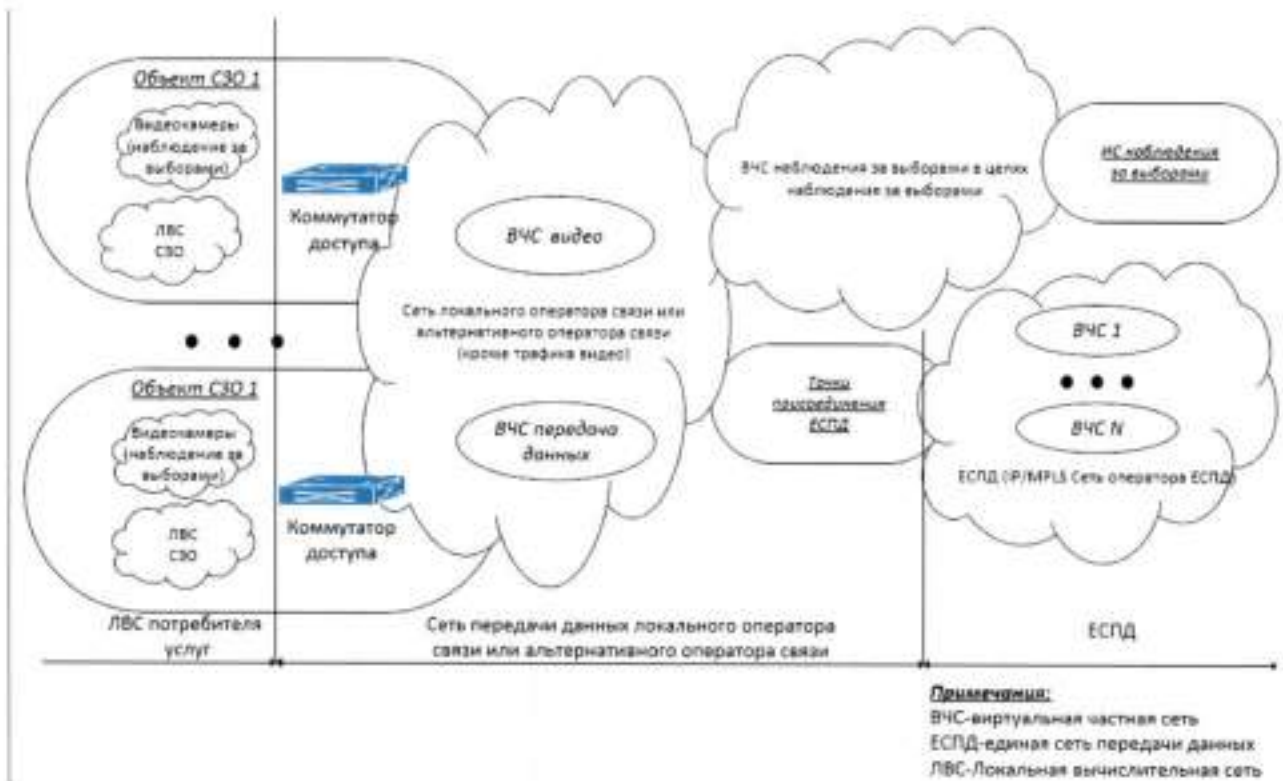 Объект СЗО 1
Видеокамеры
(наблюдение за
выборами)
ЛВС
СЗО
Коммутатор
доступа
ВЧС видео
Сеть локального оператора связи или
альтернативного оператора связи
(кроме трафика видео)
ВЧС передача
данных
ВЧС наблюдения за выборами в целях
наблюдения за выборами
ИС наблюдения
за выборами
Точки
присоединения
ЕСПД
ВЧС 1
ВЧС N
ЕСПД (IP/MPLS Сеть оператора ЕСПД)
Объект СЗО 1
Видеокамеры
(наблюдение за
выборами)
ЛВС
СЗО
Коммутатор
доступа
ЛВС потребителя
услуг
Сеть передачи данных локального оператора
связи или альтернативного оператора связи
ЕСПД
Примечания:
ВЧС-виртуальная частная сеть
ЕСПД-единая сеть передачи данных
ЛВС-Локальная вычислительная сеть